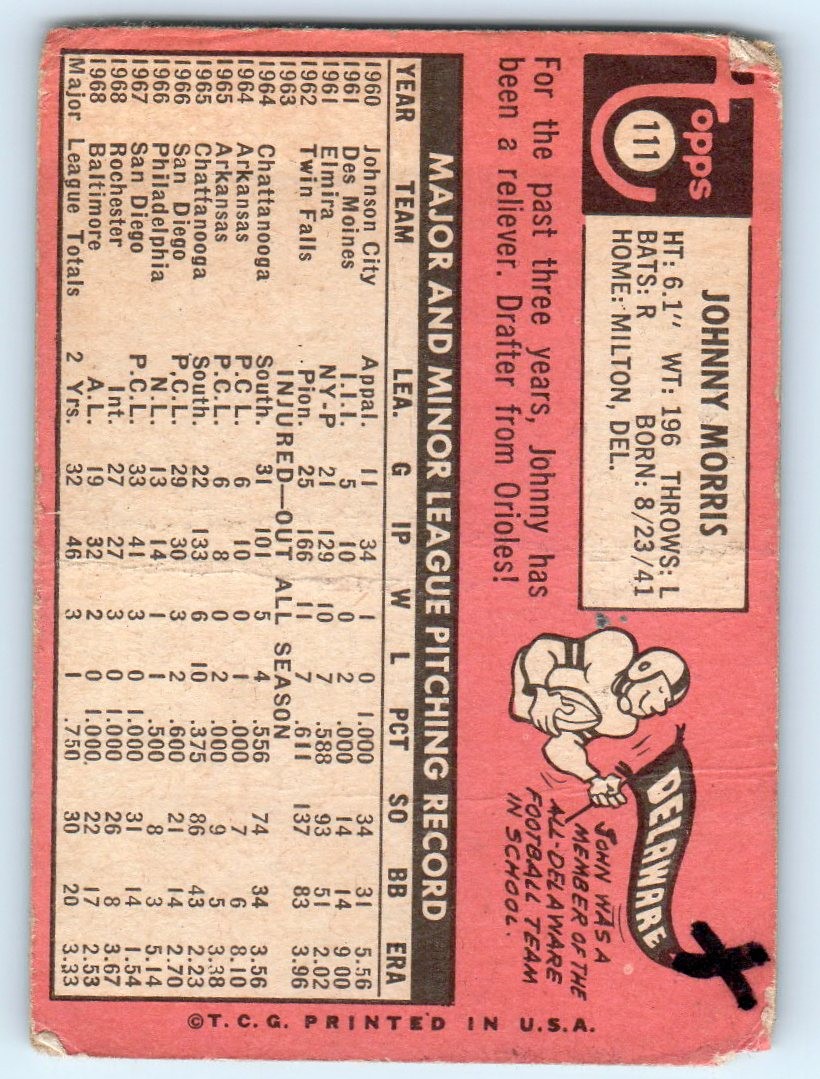 Topps
111
JOHNNY MORRIS
HT: 6.1" WT: 196 THROWS: L
BATS: R BORN: 8/23/41
HOME: MILTON, DEL.
For the past three years, Johnny has
been a reliever. Drafter from Orioles!
DELAWARE
JOHN WAS A
MEMBER OF THE
ALL-DELAWARE
FOOTBALL TEAM
IN SCHOOL.
MAJOR AND MINOR LEAGUE PITCHING RECORD
YEAR TEAM LEA. G IP W L PCT SO BB ERA
1960 Johnson City Appal. 11 34 1 0 1.000 34 31 5.56
1961 Des Moines I.I.I. 5 10 0 2 .000 14 14 9.00
1961 Elmira NY-P 21 129 10 7 .588 93 51 2.02
1962 Twin Falls Pion. 25 166 11 7 .611 137 83 3.96
1963 INJURED—OUT ALL SEASON
1964 Chattanooga South. 31 101 5 4 .556 74 34 3.56
1964 Arkansas P.C.L. 6 10 0 1 .000 7 6 8.10
1965 Arkansas P.C.L. 6 8 0 2 .000 9 5 3.38
1965 Chattanooga South. 22 133 6 10 .375 86 43 2.23
1966 San Diego P.C.L. 29 30 3 2 .600 21 14 2.70
1966 Philadelphia N.L. 13 14 1 1 .500 8 3 5.14
1967 San Diego P.C.L. 33 41 3 0 1.000 31 14 1.54
1968 Rochester Int. 27 27 3 0 1.000 26 8 3.67
1968 Baltimore A.L. 19 32 2 0 1.000. 22 17 2.53
Major League Totals 2 Yrs. 32 46 3 1 .750 30 20 3.33
©T.C.G. PRINTED IN U.S.A.